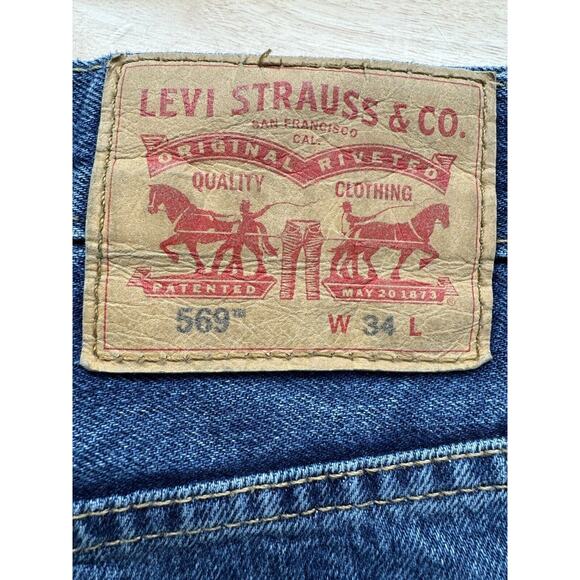 LEVI STRAUSS & CO.
SAN FRANCISCO
CAL.
ORIGINAL RIVETED
QUALITY CLOTHING
PATENTED MAY 20 1873
569™ W 34 L